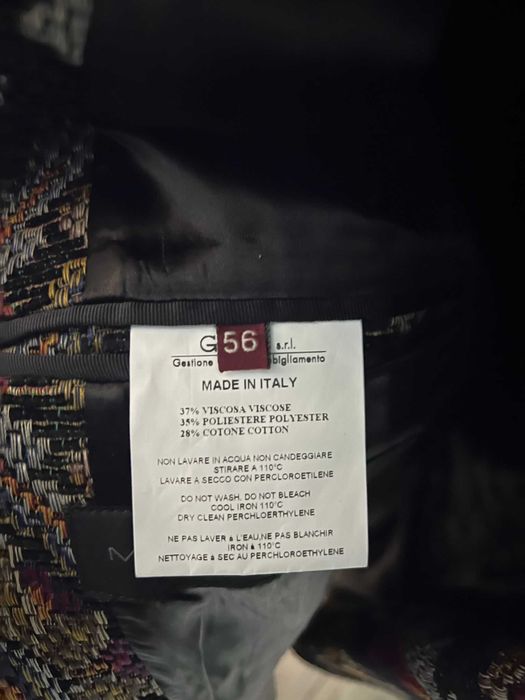 G 56 s.r.l.
Gestione bigliamento
MADE IN ITALY
37% VISCOSA VISCOSE
35% POLIESTERE POLYESTER
28% COTONE COTTON
NON LAVARE IN ACQUA NON CANDEGGIARE
STIRARE A 110°C
LAVARE A SECCO CON PERCLOROETILENE
DO NOT WASH. DO NOT BLEACH
COOL IRON 110°C
DRY CLEAN PERCHLOERTHYLENE
NE PAS LAVER à L'EAU,NE PAS BLANCHIR
IRON à 110°C
NETTOYAGE à SEC AU PERCHLOROETHYLENE